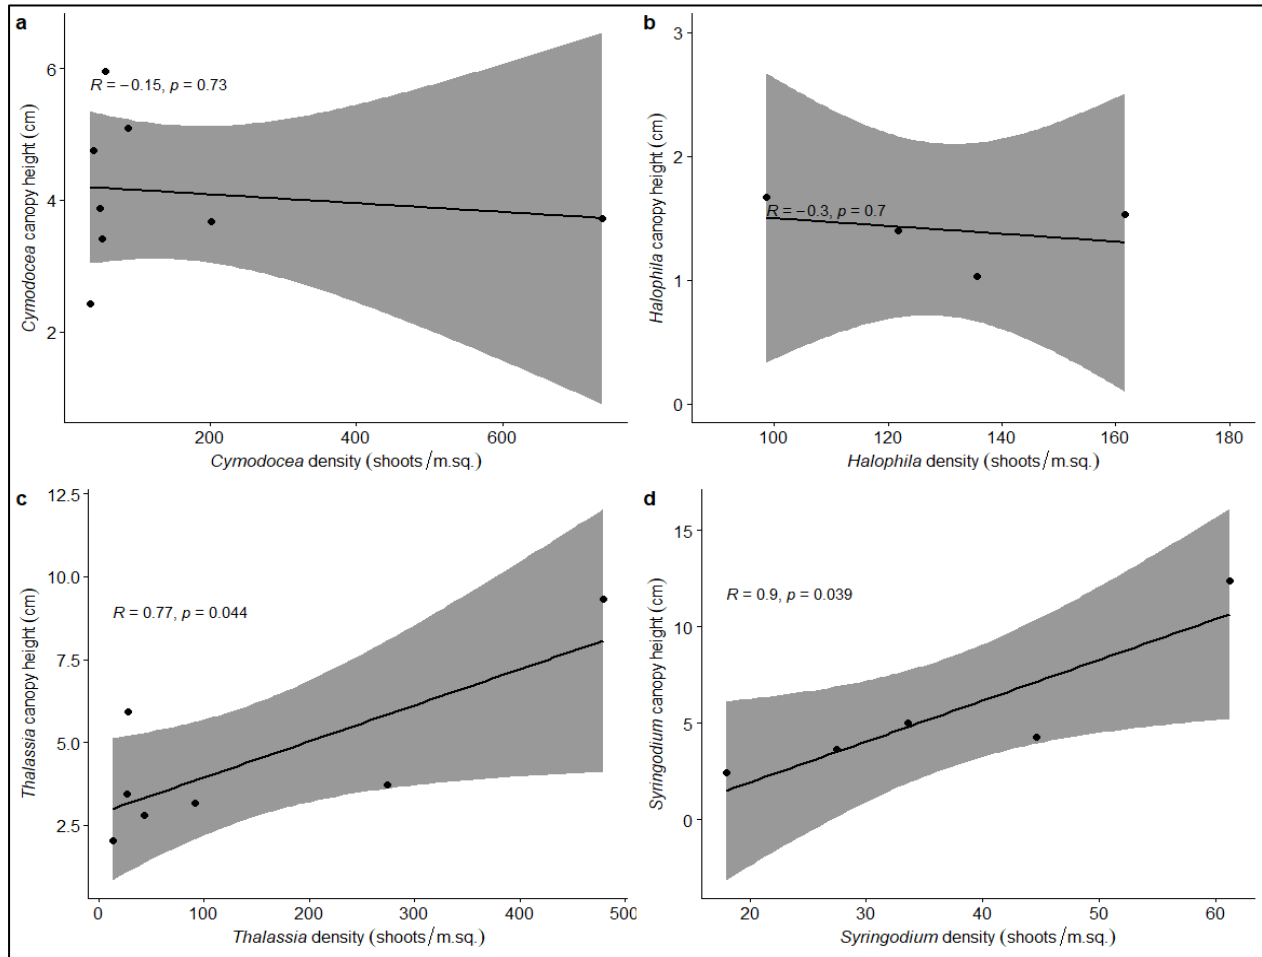 a
R = −0.15, p = 0.73
Cymodocea canopy height (cm)
6
4
2
200
400
600
Cymodocea density (shoots/m.sq.)
b
R = −0.3, p = 0.7
Halophila canopy height (cm)
3
2
1
0
100
120
140
160
180
Halophila density (shoots/m.sq.)
c
R = 0.77, p = 0.044
Thalassia canopy height (cm)
12.5
10.0
7.5
5.0
2.5
0
100
200
300
400
500
Thalassia density (shoots/m.sq.)
d
R = 0.9, p = 0.039
Syringodium canopy height (cm)
15
10
5
0
20
30
40
50
60
Syringodium density (shoots/m.sq.)